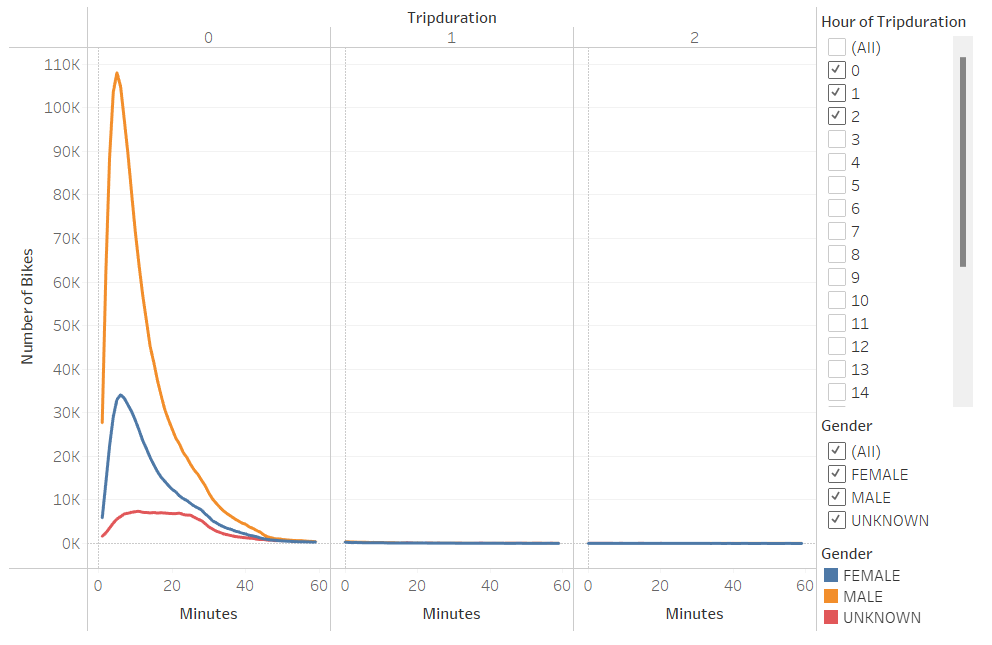 Tripduration
0 1 2
110K
100K
90K
80K
70K
60K
50K
40K
30K
20K
10K
0K
Number of Bikes
0 20 40 60 0 20 40 60 0 20 40 60
Minutes Minutes Minutes
Hour of Tripduration
(All)
0
1
2
3
4
5
6
7
8
9
10
11
12
13
14
Gender
(All)
FEMALE
MALE
UNKNOWN
Gender
FEMALE
MALE
UNKNOWN